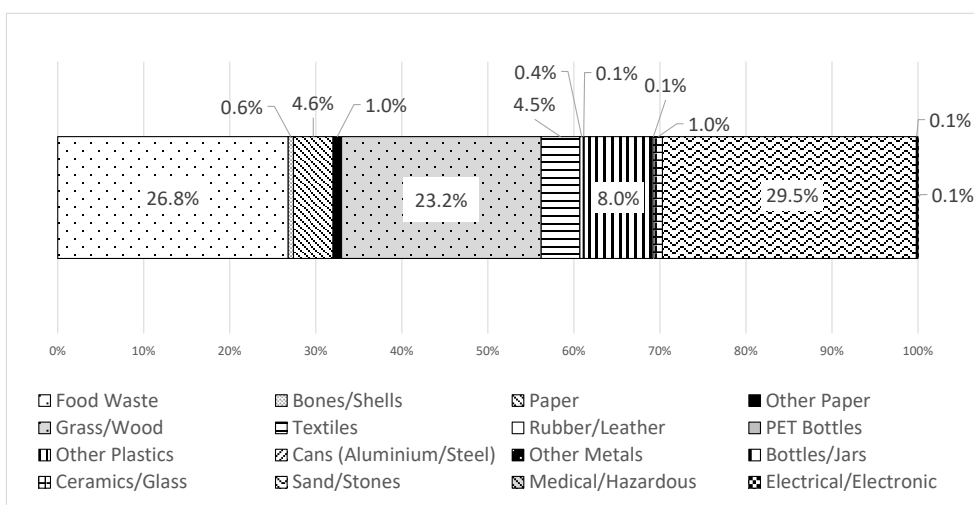 0.4% 0.1%
0.6% 4.6% 1.0% 4.5% 0.1%
1.0% 0.1%
26.8% 23.2% 8.0% 29.5% 0.1%
0% 10% 20% 30% 40% 50% 60% 70% 80% 90% 100%
Food Waste Bones/Shells Paper Other Paper
Grass/Wood Textiles Rubber/Leather PET Bottles
Other Plastics Cans (Aluminium/Steel) Other Metals Bottles/Jars
Ceramics/Glass Sand/Stones Medical/Hazardous Electrical/Electronic